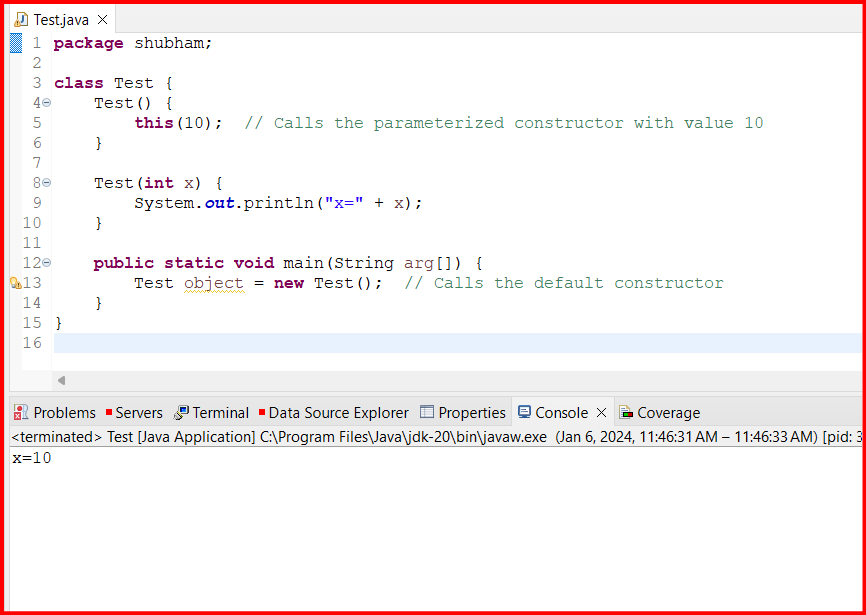 Test.java
1 package shubham;
2
3 class Test {
4 Test() {
5 this(10);  // Calls the parameterized constructor with value 10
6 }
7
8 Test(int x) {
9 System.out.println("x=" + x);
10 }
11
12 public static void main(String arg[]) {
13 Test object = new Test();  // Calls the default constructor
14 }
15 }
16
Problems Servers Terminal Data Source Explorer Properties Console Coverage
<terminated> Test [Java Application] C:\Program Files\Java\jdk-20\bin\javaw.exe (Jan 6, 2024, 11:46:31 AM – 11:46:33 AM) [pid: 3
x=10